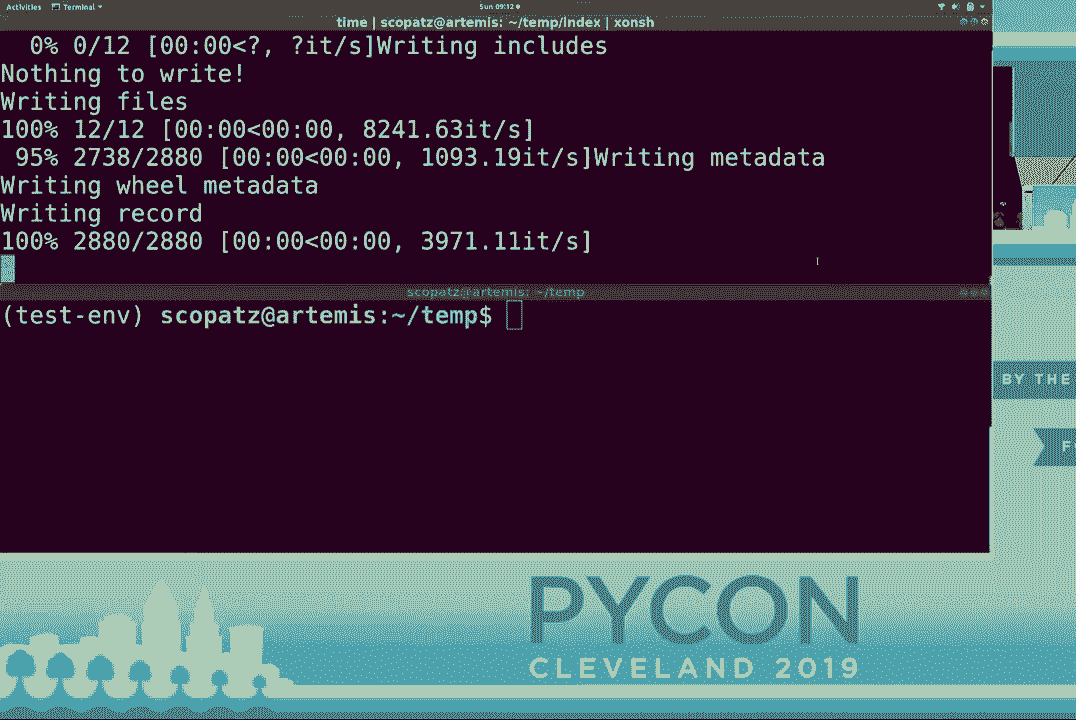 Activities Terminal Sun 09:12
time | scopatz@artemis: ~/temp/index | xonsh
0% 0/12 [00:00<?, ?it/s]Writing includes
Nothing to write!
Writing files
100% 12/12 [00:00<00:00, 8241.63it/s]
95% 2738/2880 [00:00<00:00, 1093.19it/s]Writing metadata
Writing wheel metadata
Writing record
100% 2880/2880 [00:00<00:00, 3971.11it/s]
scopatz@artemis: ~/temp
(test-env) scopatz@artemis:~/temp$
BY THE
F
PYCON
CLEVELAND 2019